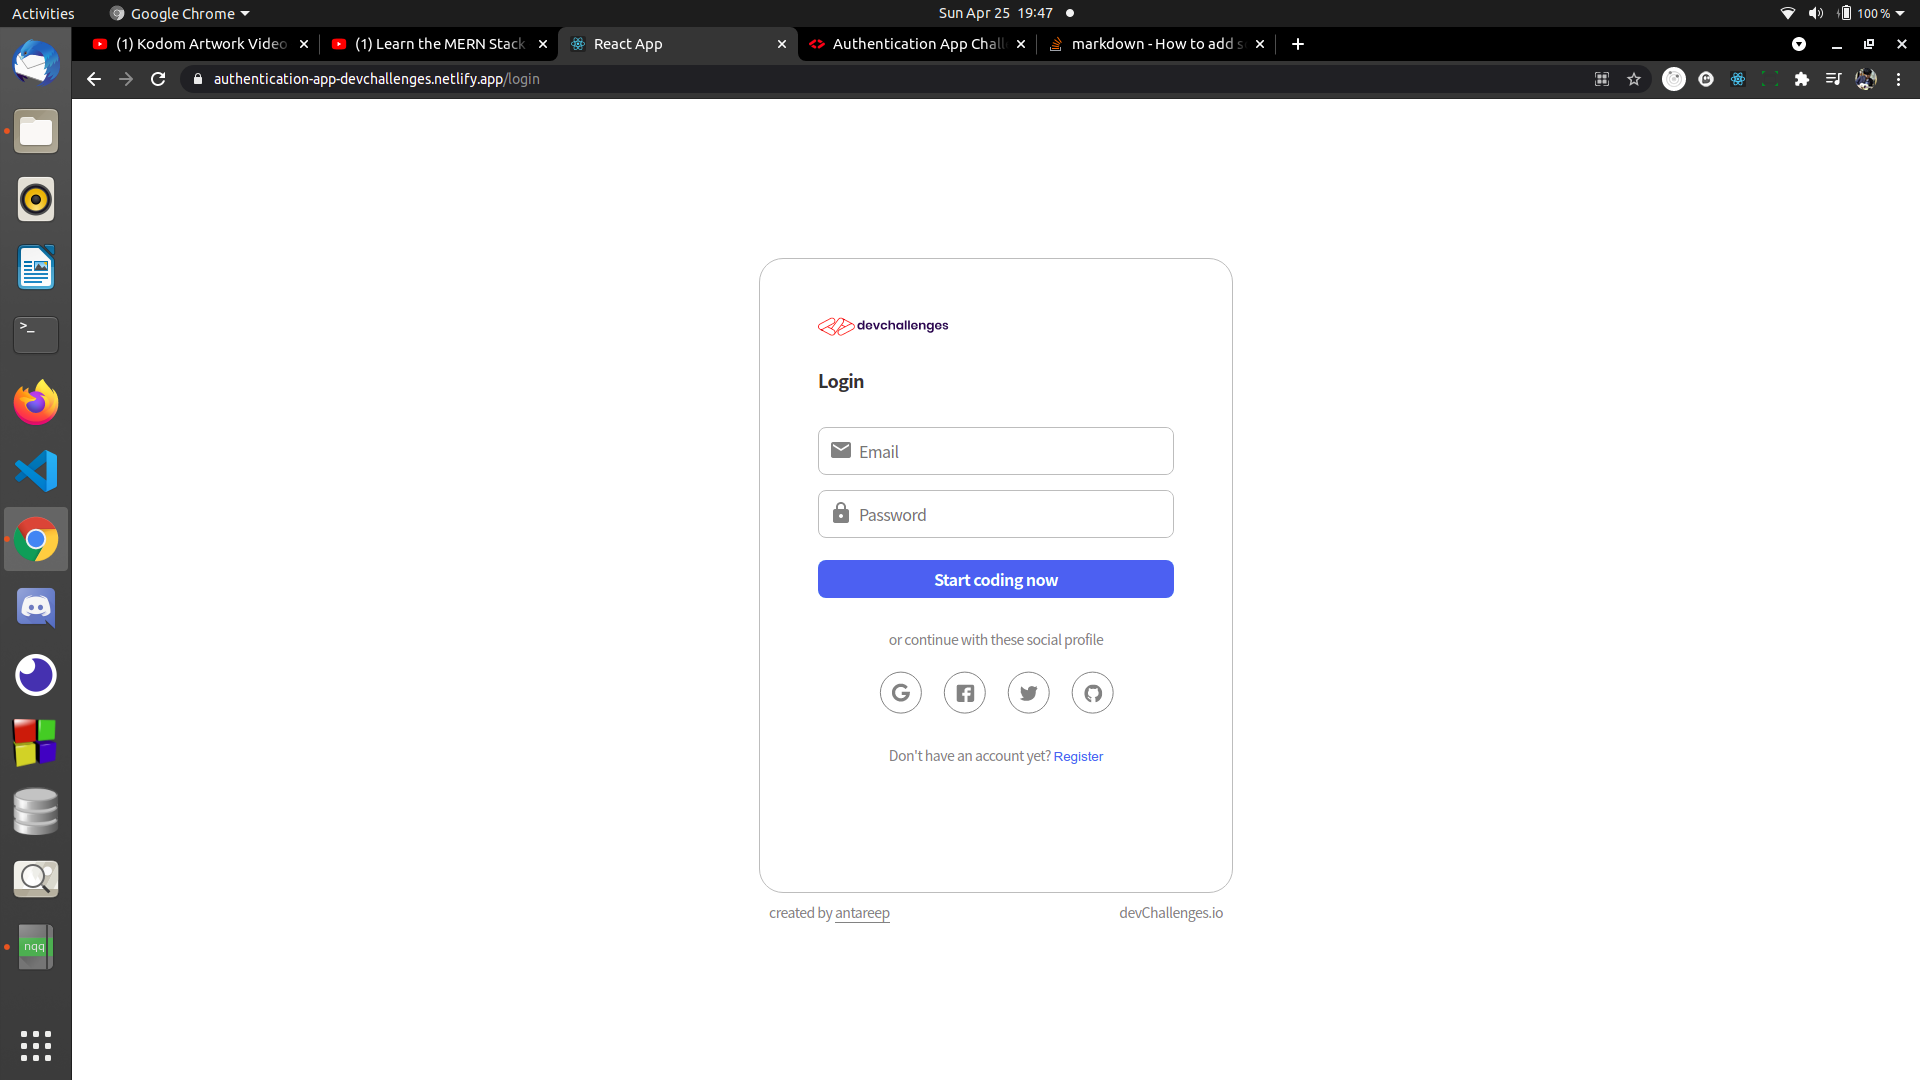 Activities
Google Chrome
Sun Apr 25 19:47
100 %
(1) Kodom Artwork Video
(1) Learn the MERN Stack
React App
Authentication App Chall
markdown - How to add s
authentication-app-devchallenges.netlify.app/login
>_
nqq
devchallenges
Login
Email
Password
Start coding now
or continue with these social profile
Don't have an account yet? Register
created by antareep
devChallenges.io